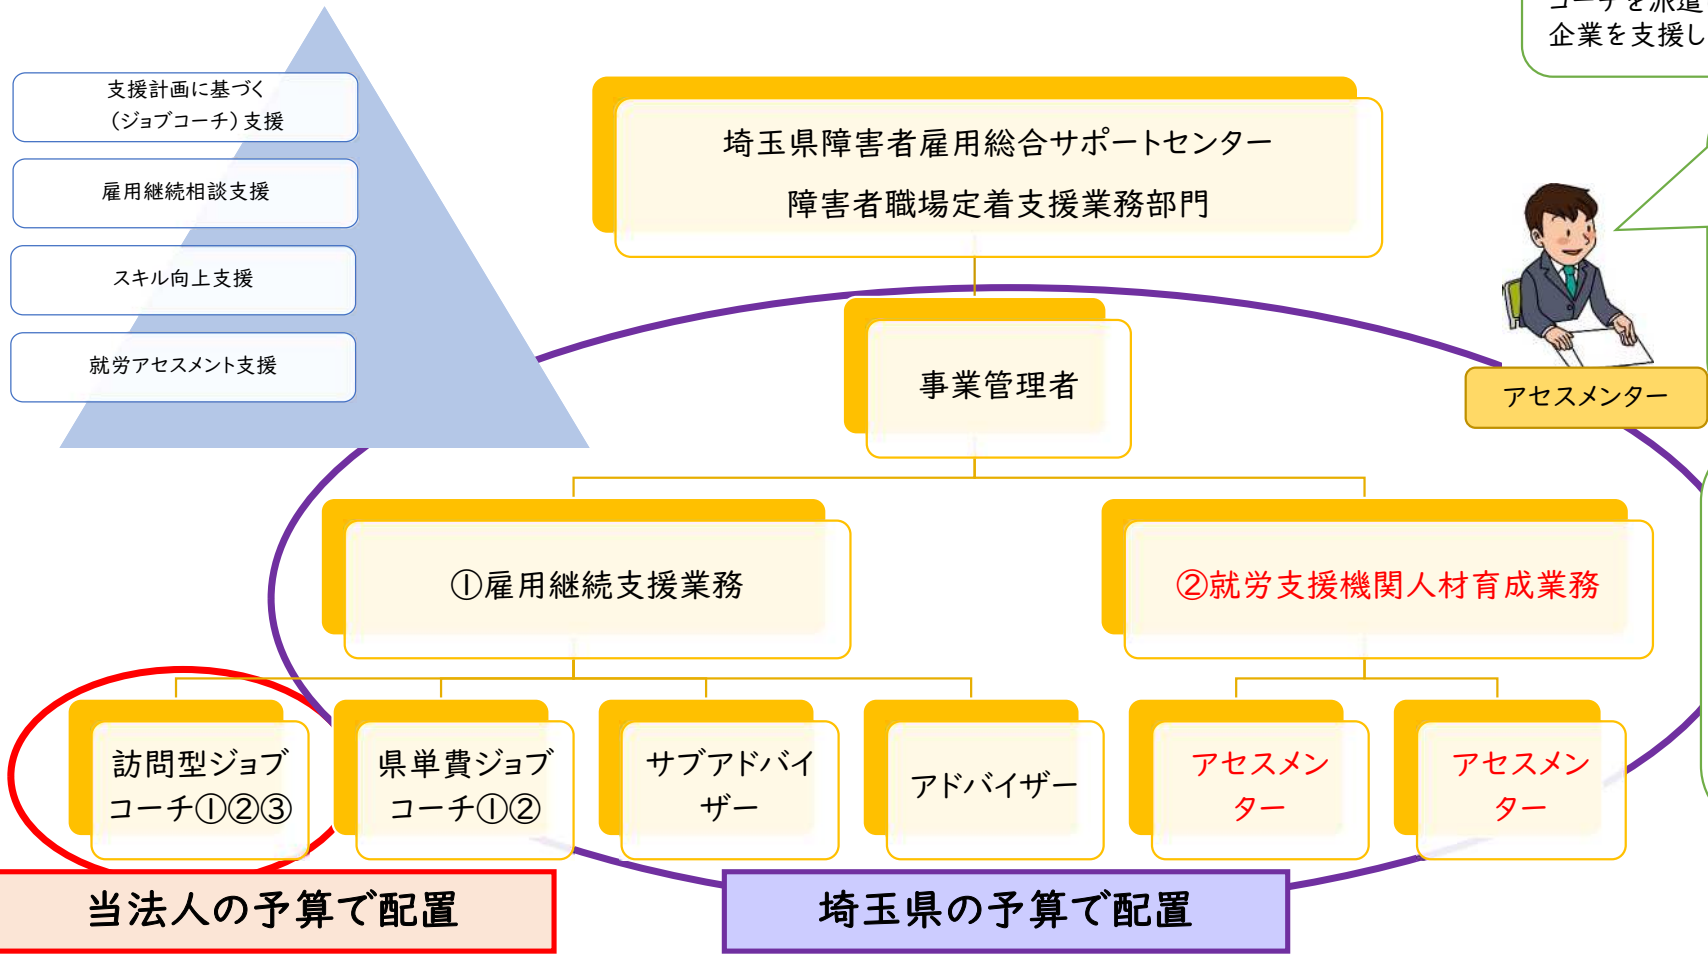 コーチを派遣
企業を支援し
支援計画に基づく
（ジョブコーチ）支援
雇用継続相談支援
スキル向上支援
就労アセスメント支援
埼玉県障害者雇用総合サポートセンター
障害者職場定着支援業務部門
事業管理者
アセスメンター
①雇用継続支援業務
②就労支援機関人材育成業務
訪問型ジョブ
コーチ①②③
県単費ジョブ
コーチ①②
サブアドバイ
ザー
アドバイザー
アセスメン
ター
アセスメン
ター
当法人の予算で配置
埼玉県の予算で配置